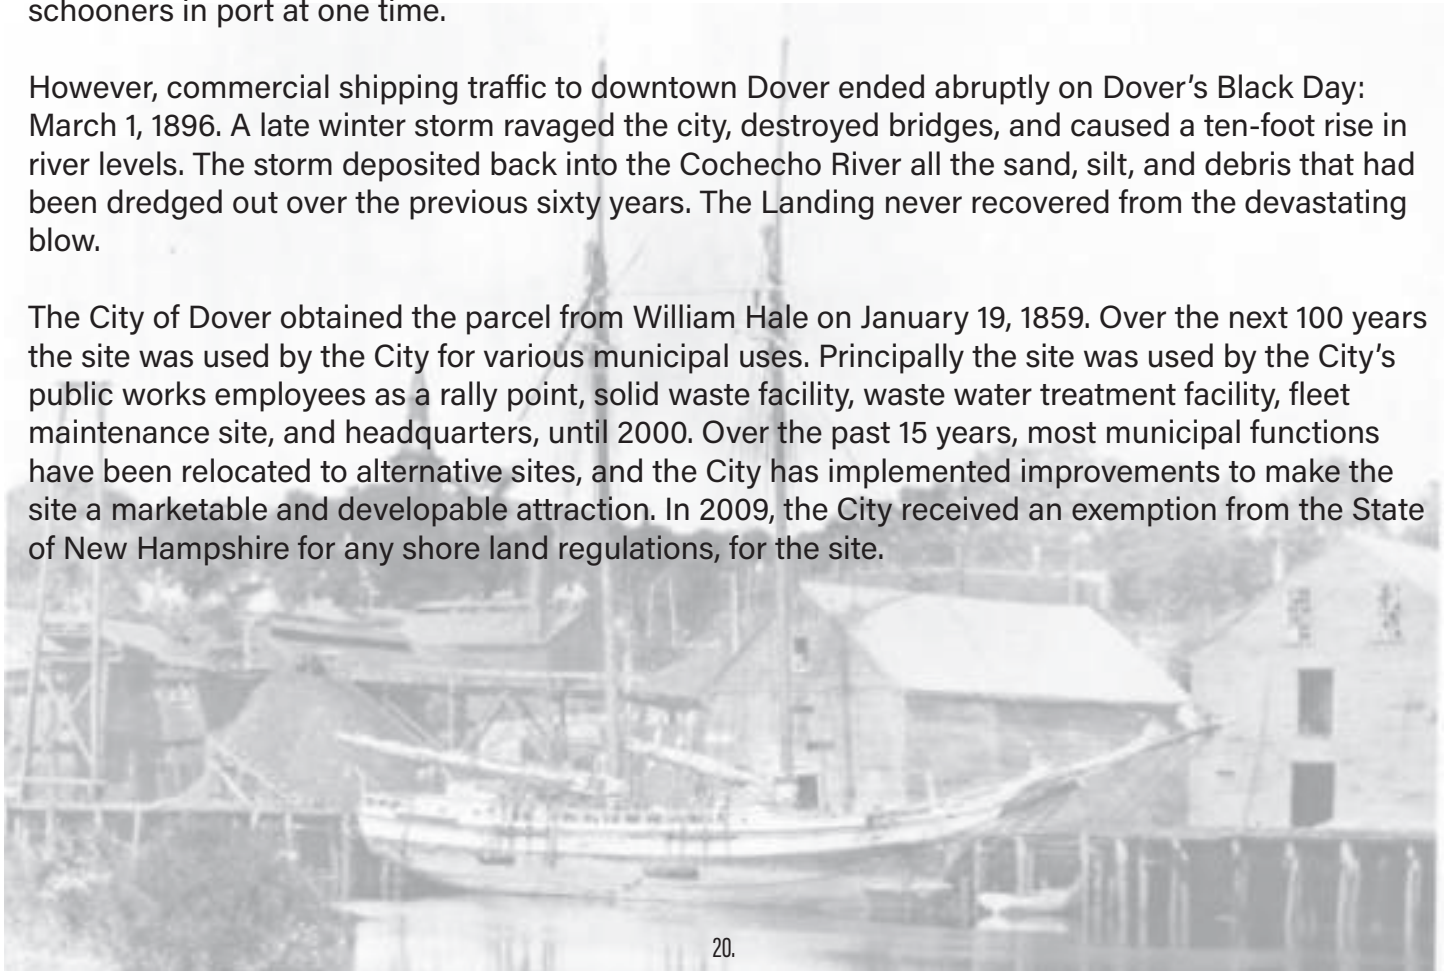 schooners in port at one time.
However, commercial shipping traffic to downtown Dover ended abruptly on Dover’s Black Day:
March 1, 1896. A late winter storm ravaged the city, destroyed bridges, and caused a ten-foot rise in
river levels. The storm deposited back into the Cochecho River all the sand, silt, and debris that had
been dredged out over the previous sixty years. The Landing never recovered from the devastating
blow.
The City of Dover obtained the parcel from William Hale on January 19, 1859. Over the next 100 years
the site was used by the City for various municipal uses. Principally the site was used by the City’s
public works employees as a rally point, solid waste facility, waste water treatment facility, fleet
maintenance site, and headquarters, until 2000. Over the past 15 years, most municipal functions
have been relocated to alternative sites, and the City has implemented improvements to make the
site a marketable and developable attraction. In 2009, the City received an exemption from the State
of New Hampshire for any shore land regulations, for the site.
20.